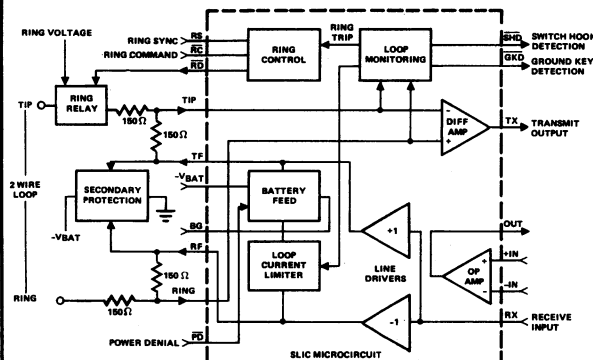 RING VOLTAGE
RING SYNC
RS
RING COMMAND
RC
RD
RING CONTROL
RING TRIP
LOOP MONITORING
SHD
SWITCH HOOK DETECTION
GKD
GROUND KEY DETECTION
TIP
RING RELAY
150Ω
TIP
150Ω
DIFF AMP
-
+
TX
TRANSMIT OUTPUT
TF
2 WIRE LOOP
SECONDARY PROTECTION
-VBAT
-VBAT
BATTERY FEED
BG
+1
OUT
RF
LOOP CURRENT LIMITER
LINE DRIVERS
OP AMP
+
-
+IN
-IN
150Ω
RING
RING
150Ω
-1
RX
RECEIVE INPUT
POWER DENIAL
PD
SLIC MICROCIRCUIT